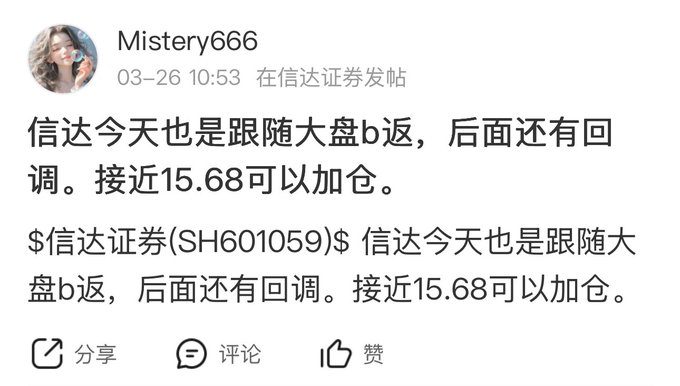 Mistery666
03-26 10:53 在信达证券发帖
信达今天也是跟随大盘b返，后面还有回
调。接近15.68可以加仓。
$信达证券(SH601059)$ 信达今天也是跟随大
盘b返，后面还有回调。接近15.68可以加仓。
分享 评论 赞